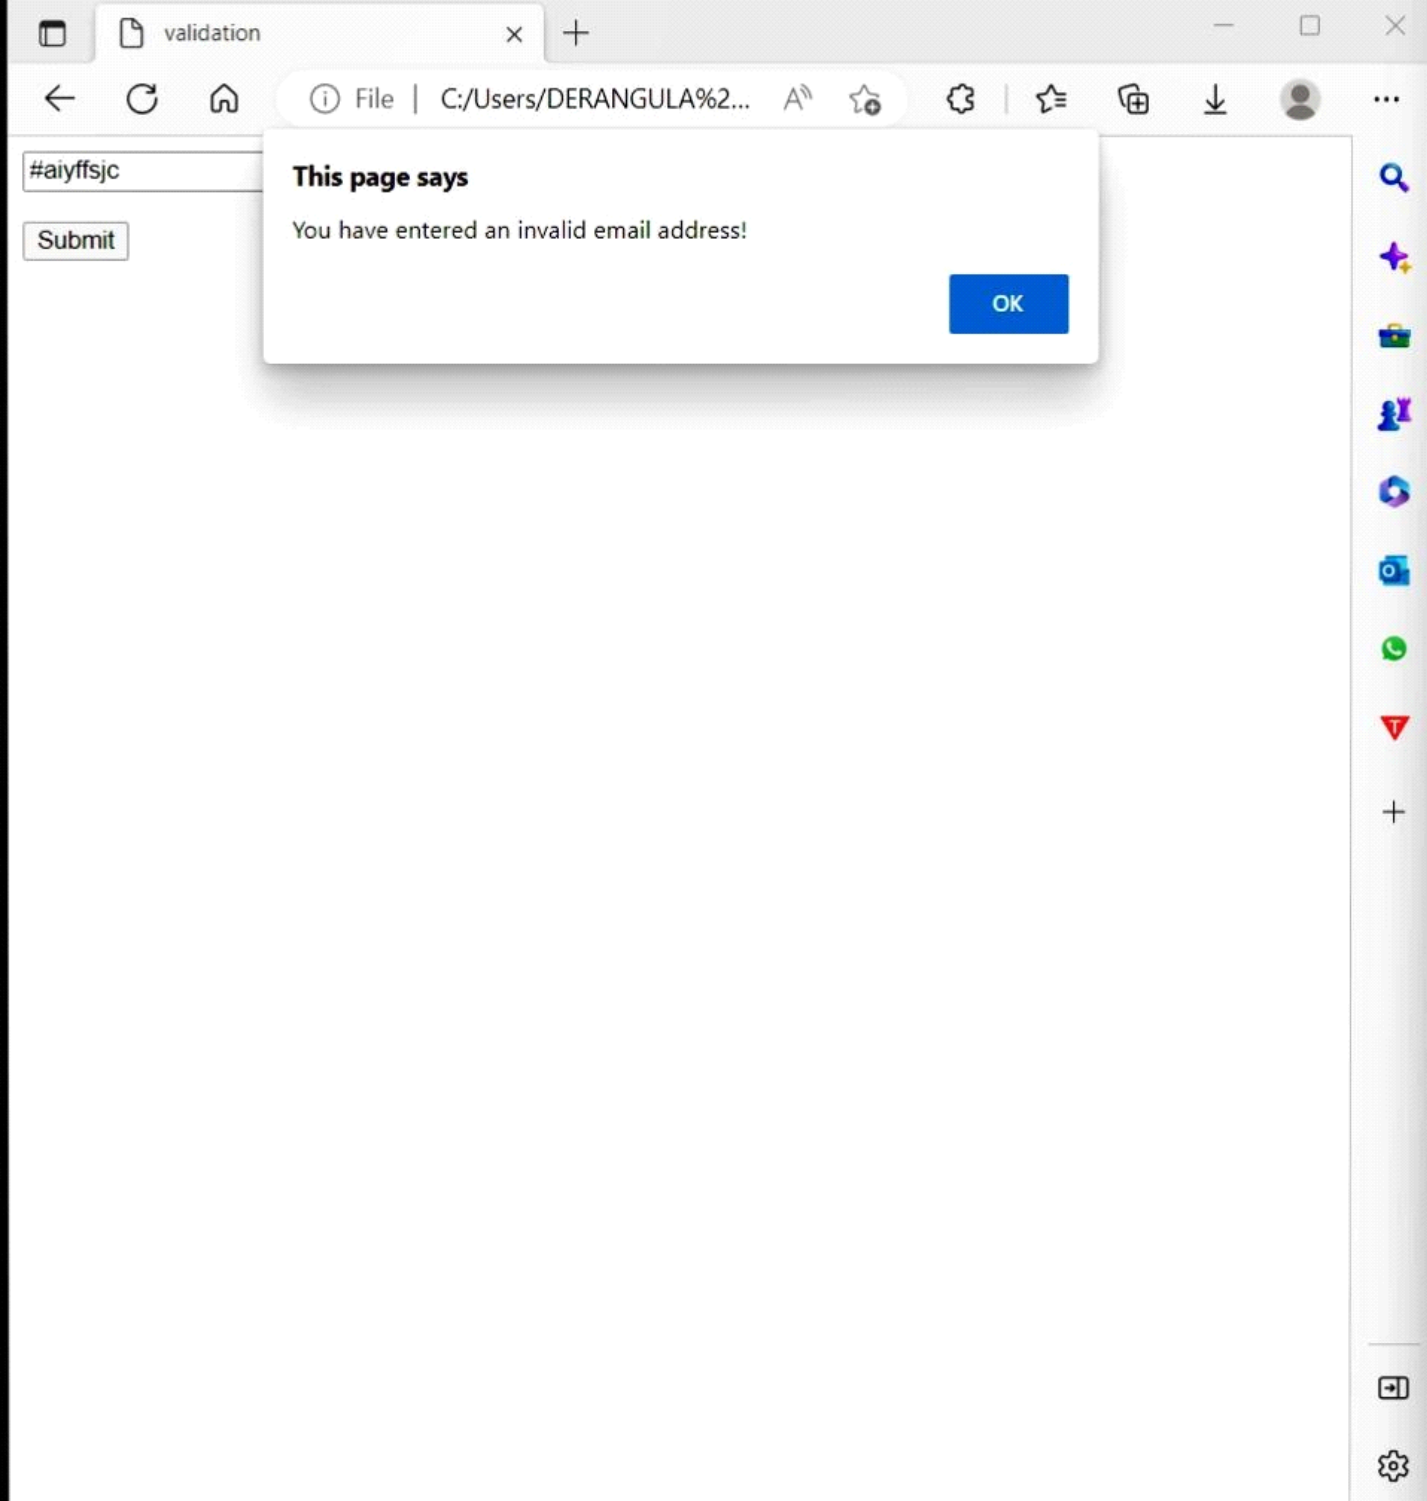 validation
File | C:/Users/DERANGULA%2...
#aiyffsjc
Submit
This page says
You have entered an invalid email address!
OK